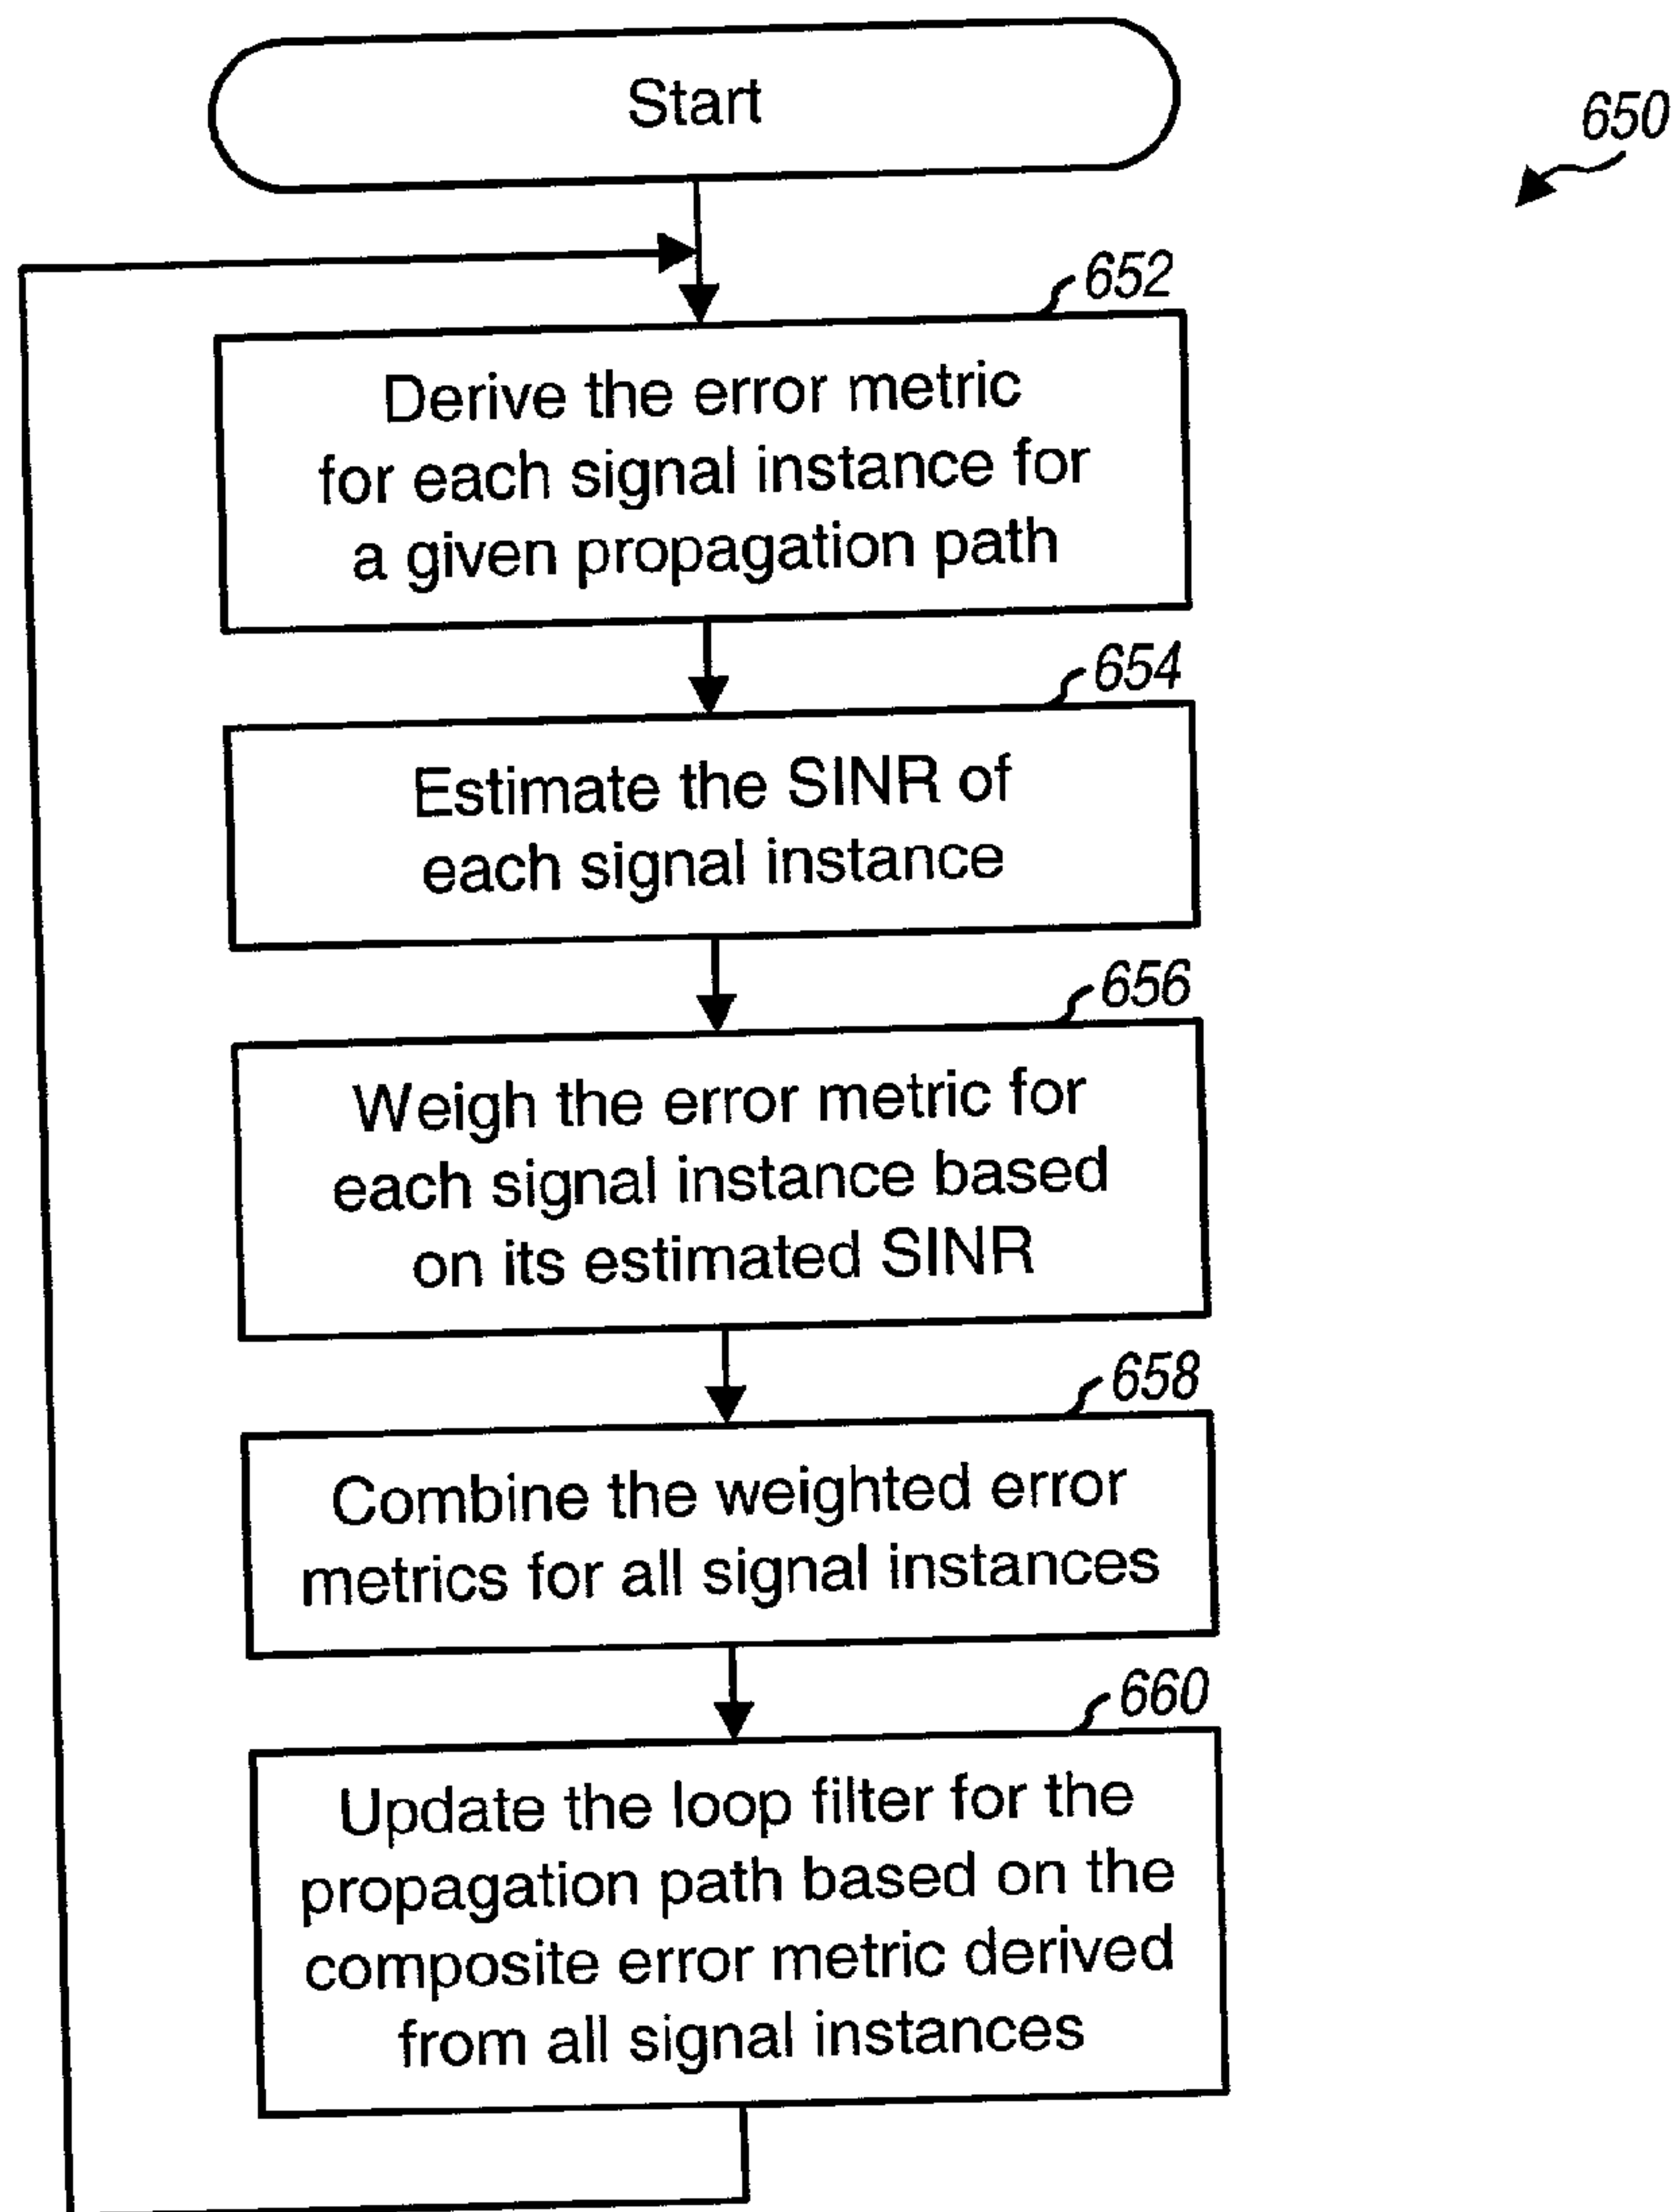 Start
650
652
Derive the error metric
for each signal instance for
a given propagation path
654
Estimate the SINR of
each signal instance
656
Weigh the error metric for
each signal instance based
on its estimated SINR
658
Combine the weighted error
metrics for all signal instances
660
Update the loop filter for the
propagation path based on the
composite error metric derived
from all signal instances